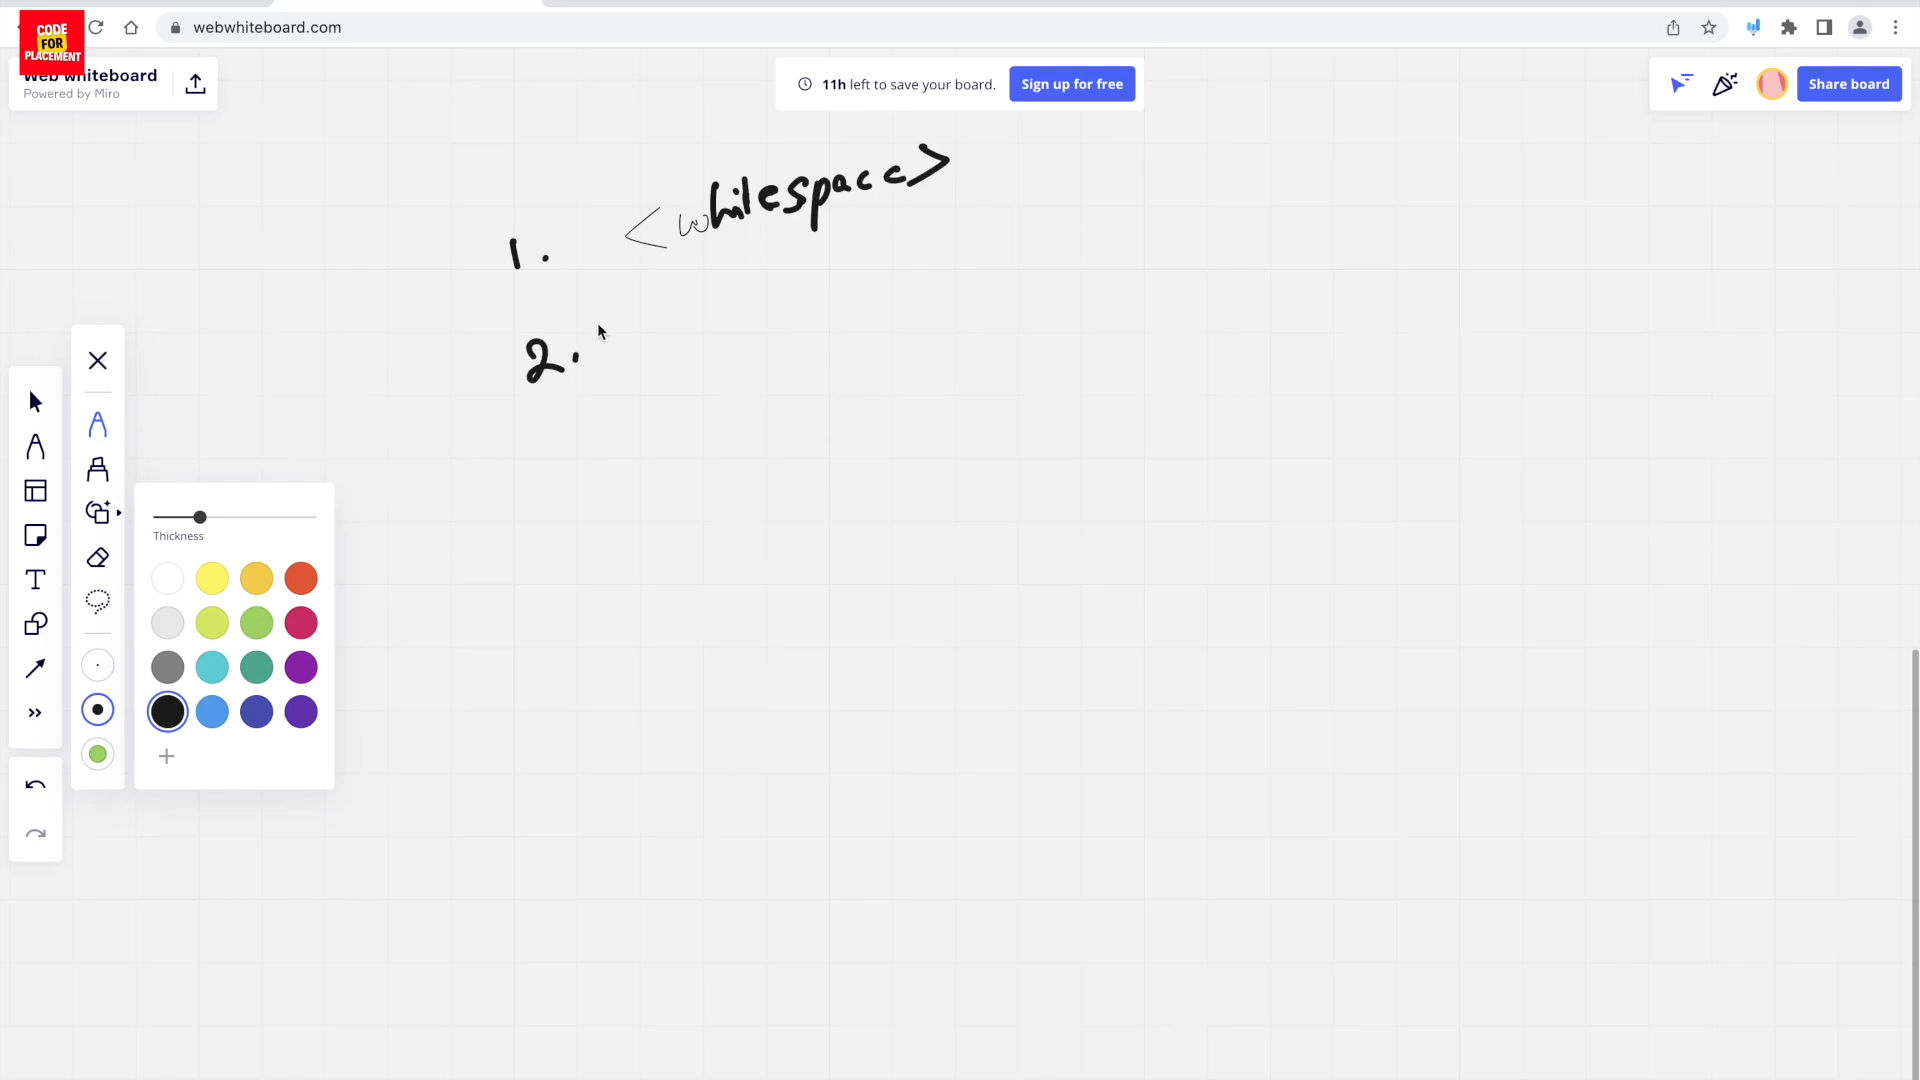 CODE
FOR
PLACEMENT
webwhiteboard.com
Web whiteboard
Powered by Miro
11h left to save your board.
Sign up for free
Share board
1. <whitespace>
2.
Thickness